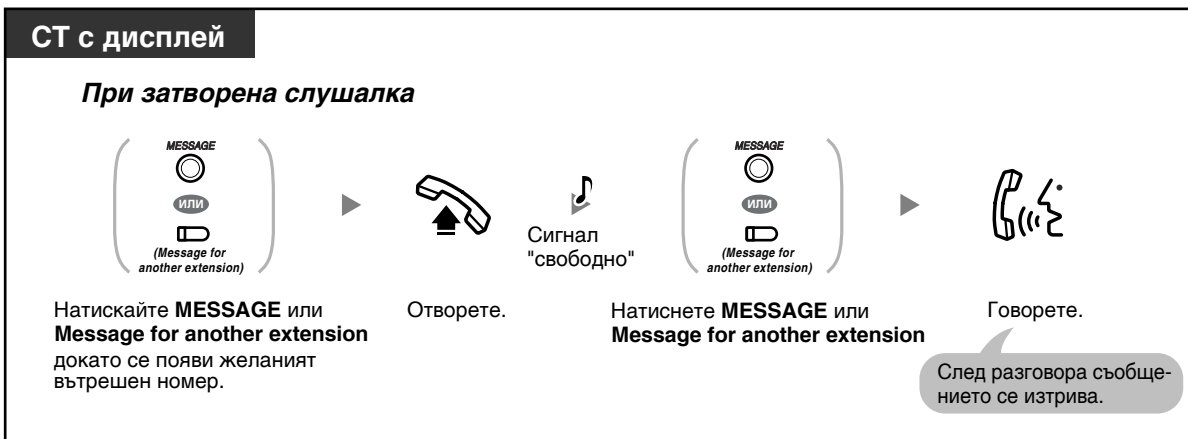 СТ с дисплей
При затворена слушалка
MESSAGE
ИЛИ
(Message for
another extension)
Сигнал
"свободно"
MESSAGE
ИЛИ
(Message for
another extension)
Натискайте MESSAGE или
Message for another extension
докато се появи желаният
вътрешен номер.
Отворете.
Натиснете MESSAGE или
Message for another extension
Говорете.
След разговора съобще-
нието се изтрива.